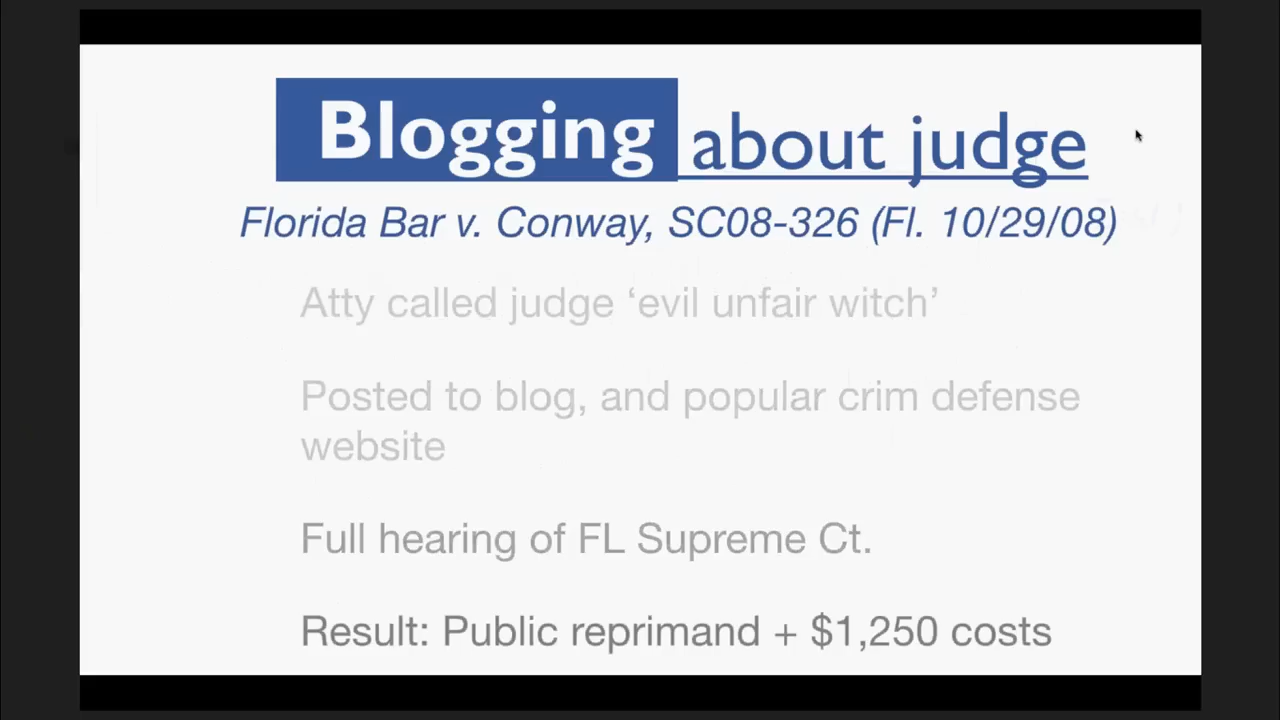 Blogging about judge
Florida Bar v. Conway, SC08-326 (Fl. 10/29/08)
Atty called judge ‘evil unfair witch’
Posted to blog, and popular crim defense
website
Full hearing of FL Supreme Ct.
Result: Public reprimand + $1,250 costs